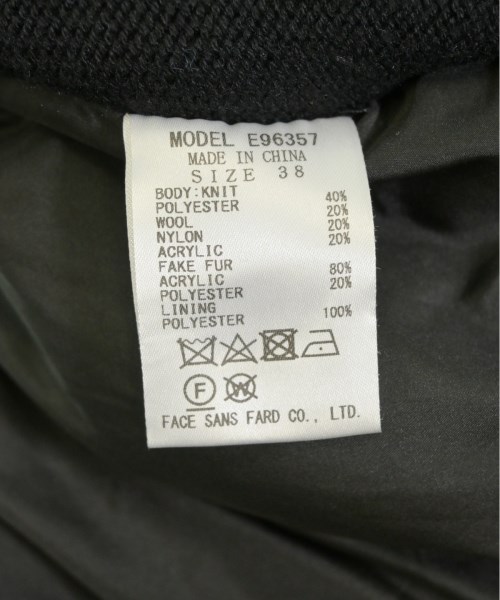 MODEL E96357
MADE IN CHINA
SIZE 38
BODY:KNIT
POLYESTER 40%
WOOL 20%
NYLON 20%
ACRYLIC 20%
FAKE FUR
ACRYLIC 80%
POLYESTER 20%
LINING
POLYESTER 100%
F W
FACE SANS FARD CO., LTD.